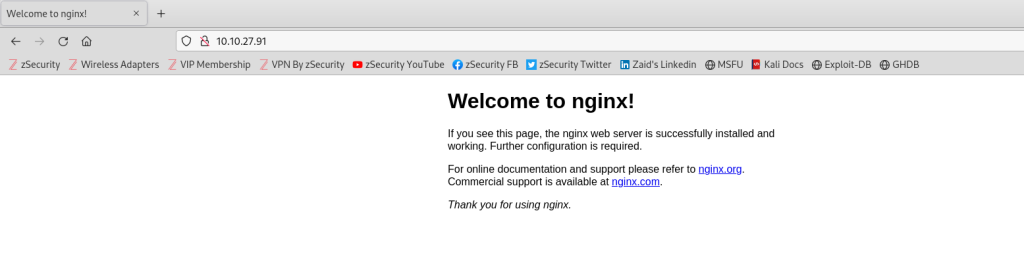 Welcome to nginx!
10.10.27.91
zSecurity Wireless Adapters VIP Membership VPN By zSecurity zSecurity YouTube zSecurity FB zSecurity Twitter Zaid's Linkedin MSFU Kali Docs Exploit-DB GHDB
Welcome to nginx!
If you see this page, the nginx web server is successfully installed and
working. Further configuration is required.
For online documentation and support please refer to nginx.org.
Commercial support is available at nginx.com.
Thank you for using nginx.